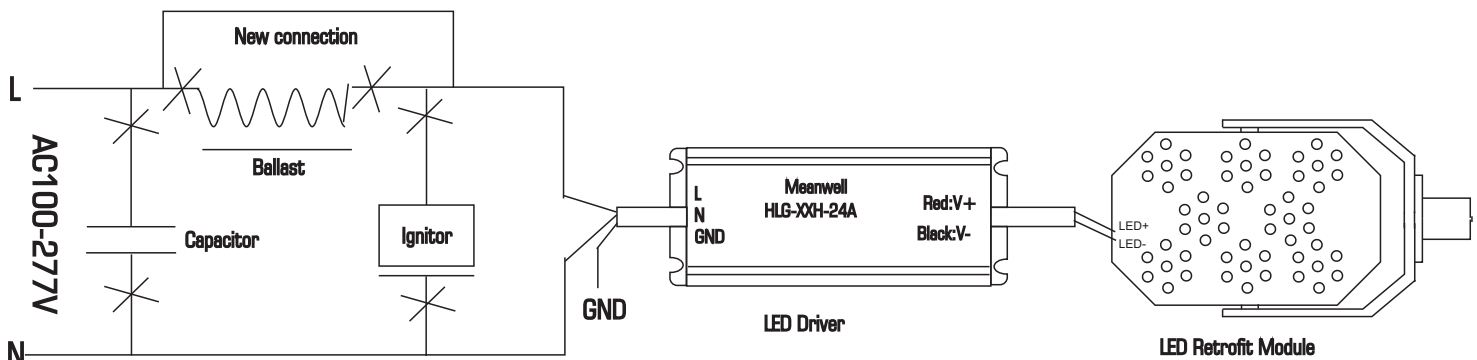 New connection
L
AC100-277V
Ballast
Capacitor
Ignitor
N
GND
L
N
GND
Meanwell
HLG-XXH-24A
Red:V+
Black:V-
LED Driver
LED+
LED-
LED Retrofit Module